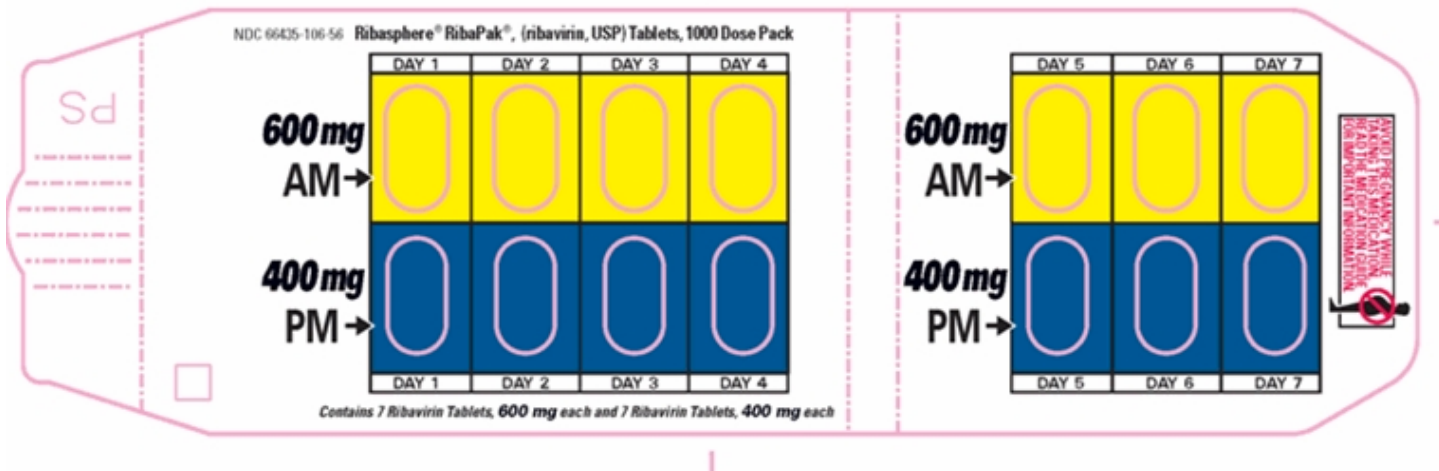 NDC 66435-106-56 Ribasphere® RibaPak®, (ribavirin, USP) Tablets, 1000 Dose Pack
DAY 1 DAY 2 DAY 3 DAY 4
600 mg
AM
400 mg
PM
DAY 1 DAY 2 DAY 3 DAY 4
Contains 7 Ribavirin Tablets, 600 mg each and 7 Ribavirin Tablets, 400 mg each
DAY 5 DAY 6 DAY 7
600 mg
AM
400 mg
PM
DAY 5 DAY 6 DAY 7
AVOID PREGNANCY WHILE
TAKING THIS MEDICATION
READ THE MEDICATION GUIDE
FOR IMPORTANT INFORMATION
PS